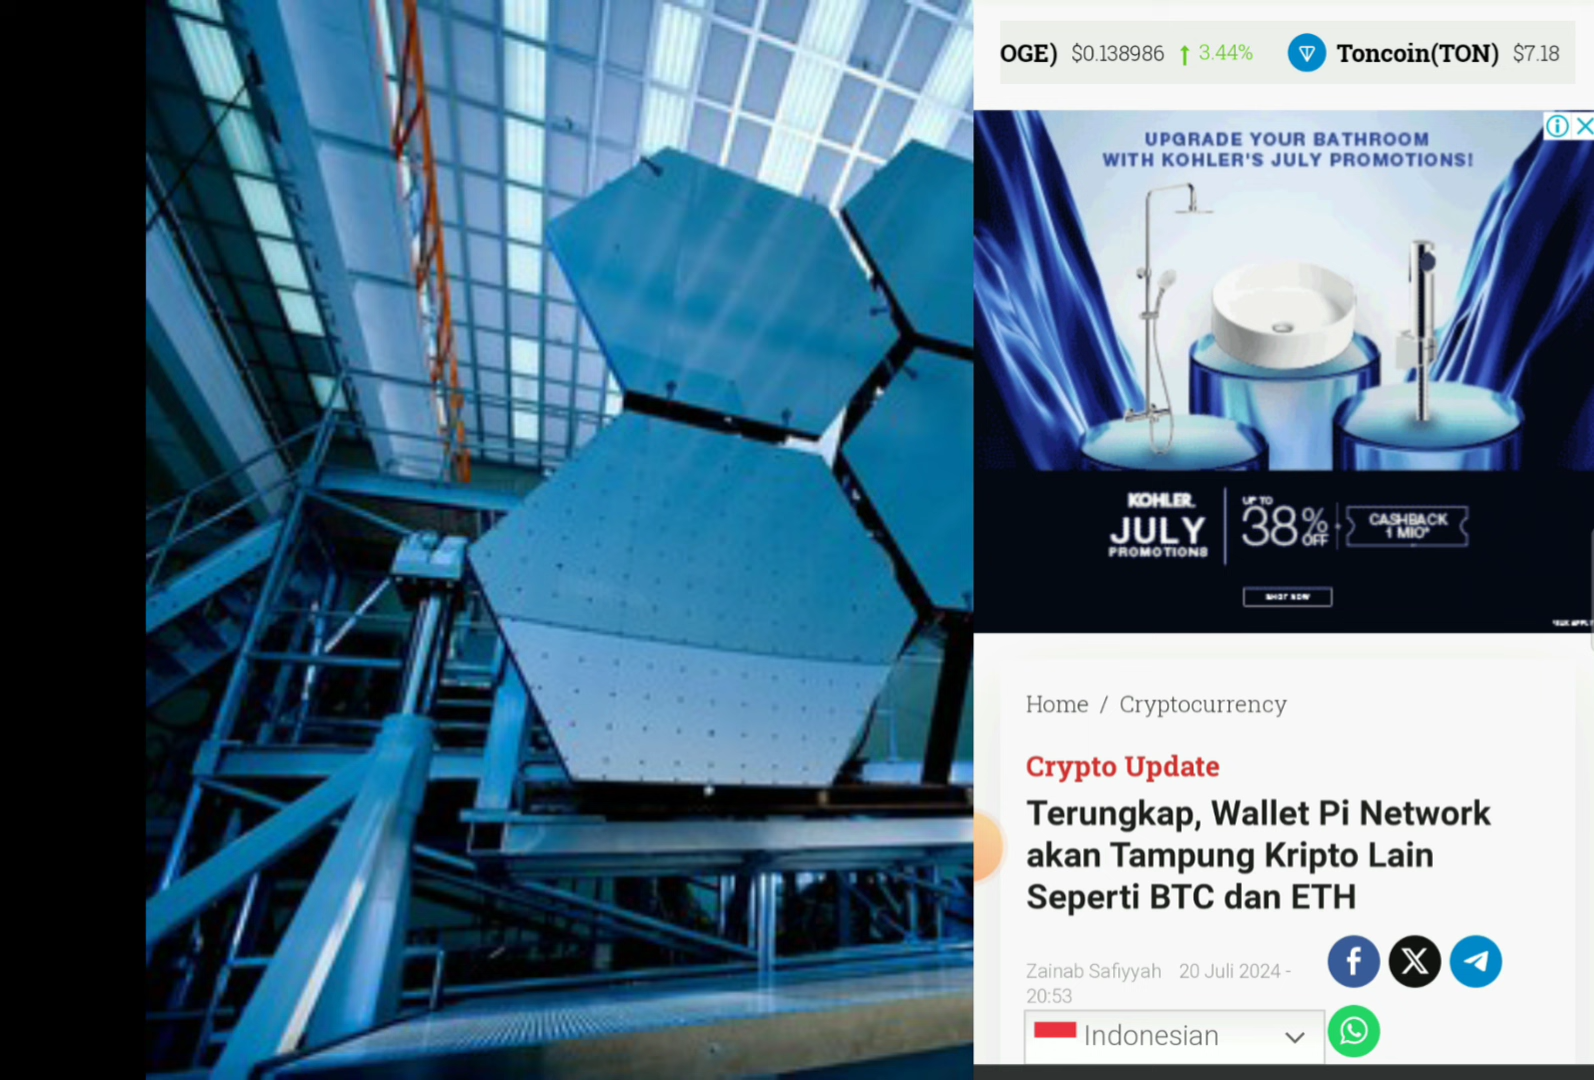 OGE) $0.138986 ↑ 3.44% Toncoin(TON) $7.18
UPGRADE YOUR BATHROOM
WITH KOHLER'S JULY PROMOTIONS!
KOHLER.
JULY
PROMOTIONS
UP TO
38% OFF
CASHBACK
1 MIO*
SHOT NOW
Home / Cryptocurrency
Crypto Update
Terungkap, Wallet Pi Network
akan Tampung Kripto Lain
Seperti BTC dan ETH
Zainab Safiyyah 20 Juli 2024 -
20:53
Indonesian